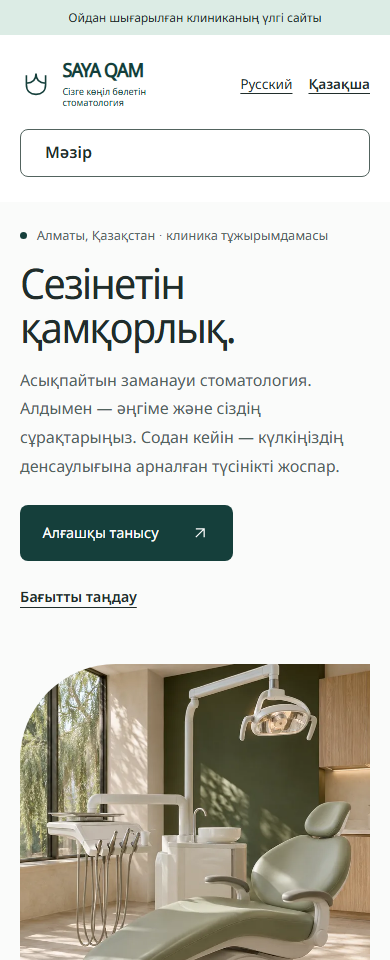 Ойдан шығарылған клиниканың үлгі сайты
SAYA QAM
Сізге көңіл бөлетін
стоматология
Русский Қазақша
Мәзір
Алматы, Қазақстан · клиника тұжырымдамасы
Сезінетін
қамқорлық.
Асықпайтын заманауи стоматология.
Алдымен — әңгіме және сіздің
сұрақтарыңыз. Содан кейін — күлкіңіздің
денсаулығына арналған түсінікті жоспар.
Алғашқы танысу
Бағытты таңдау